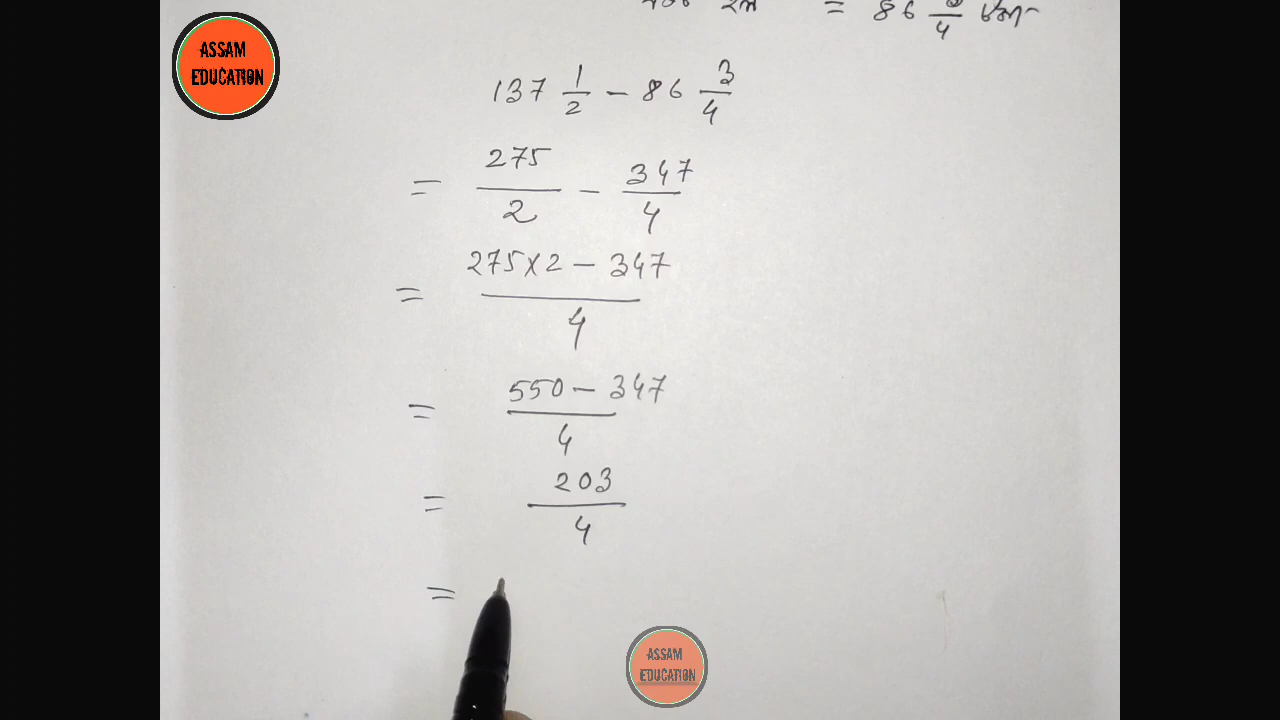 = 86 3/4
ASSAM
EDUCATION
137 1/2 - 86 3/4
= 275/2 - 347/4
= (275×2 - 347)/4
= (550 - 347)/4
= 203/4
=
ASSAM
EDUCATION